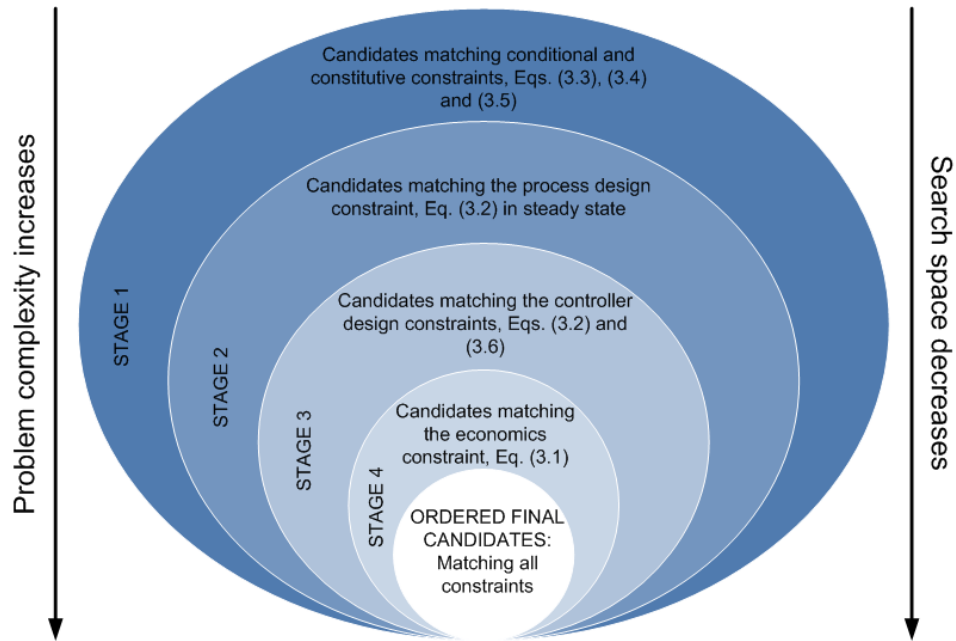 Problem complexity increases
Candidates matching conditional and
constitutive constraints, Eqs. (3.3), (3.4)
and (3.5)
STAGE 1
Candidates matching the process design
constraint, Eq. (3.2) in steady state
STAGE 2
Candidates matching the controller
design constraints, Eqs. (3.2) and
(3.6)
STAGE 3
Candidates matching
the economics
constraint, Eq. (3.1)
STAGE 4
ORDERED FINAL
CANDIDATES:
Matching all
constraints
Search space decreases